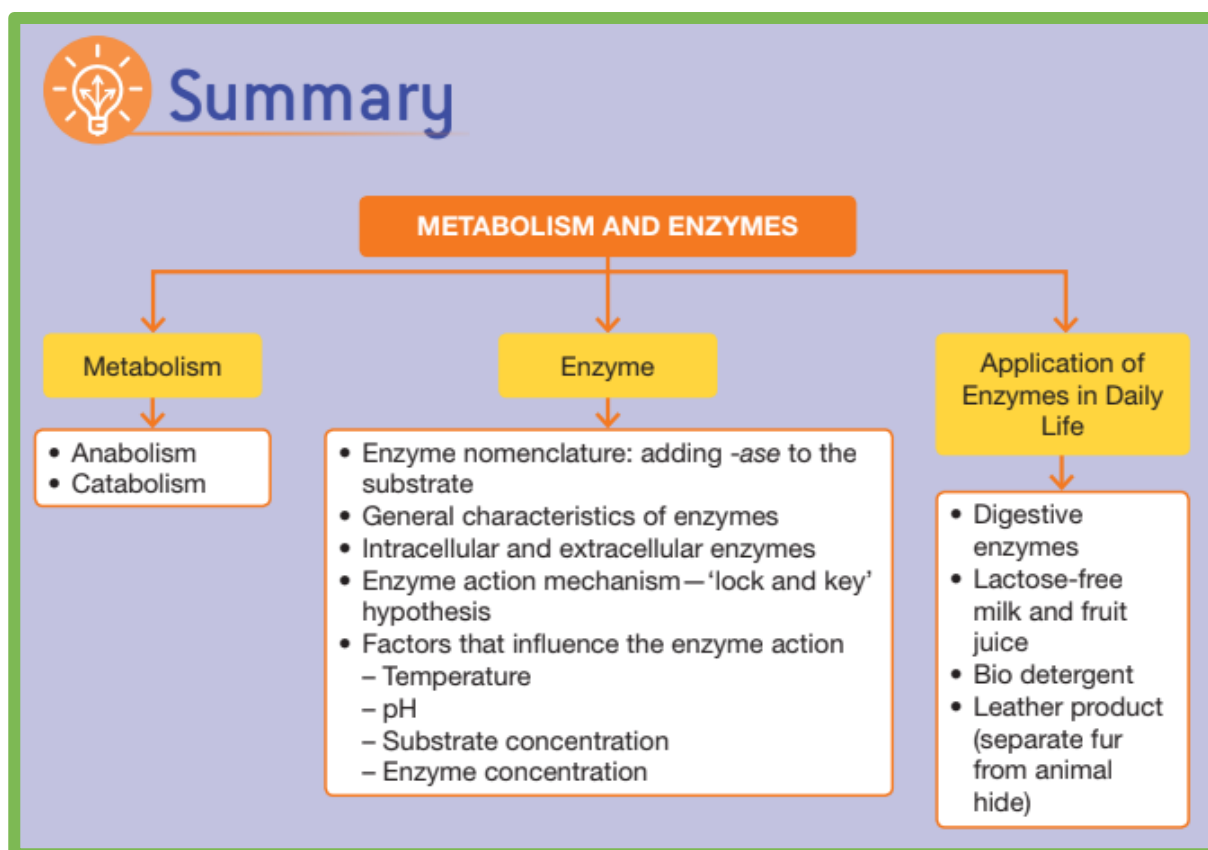 Summary
METABOLISM AND ENZYMES
Metabolism
• Anabolism
• Catabolism
Enzyme
• Enzyme nomenclature: adding -ase to the
substrate
• General characteristics of enzymes
• Intracellular and extracellular enzymes
• Enzyme action mechanism—‘lock and key’
hypothesis
• Factors that influence the enzyme action
– Temperature
– pH
– Substrate concentration
– Enzyme concentration
Application of
Enzymes in Daily
Life
• Digestive
enzymes
• Lactose-free
milk and fruit
juice
• Bio detergent
• Leather product
(separate fur
from animal
hide)